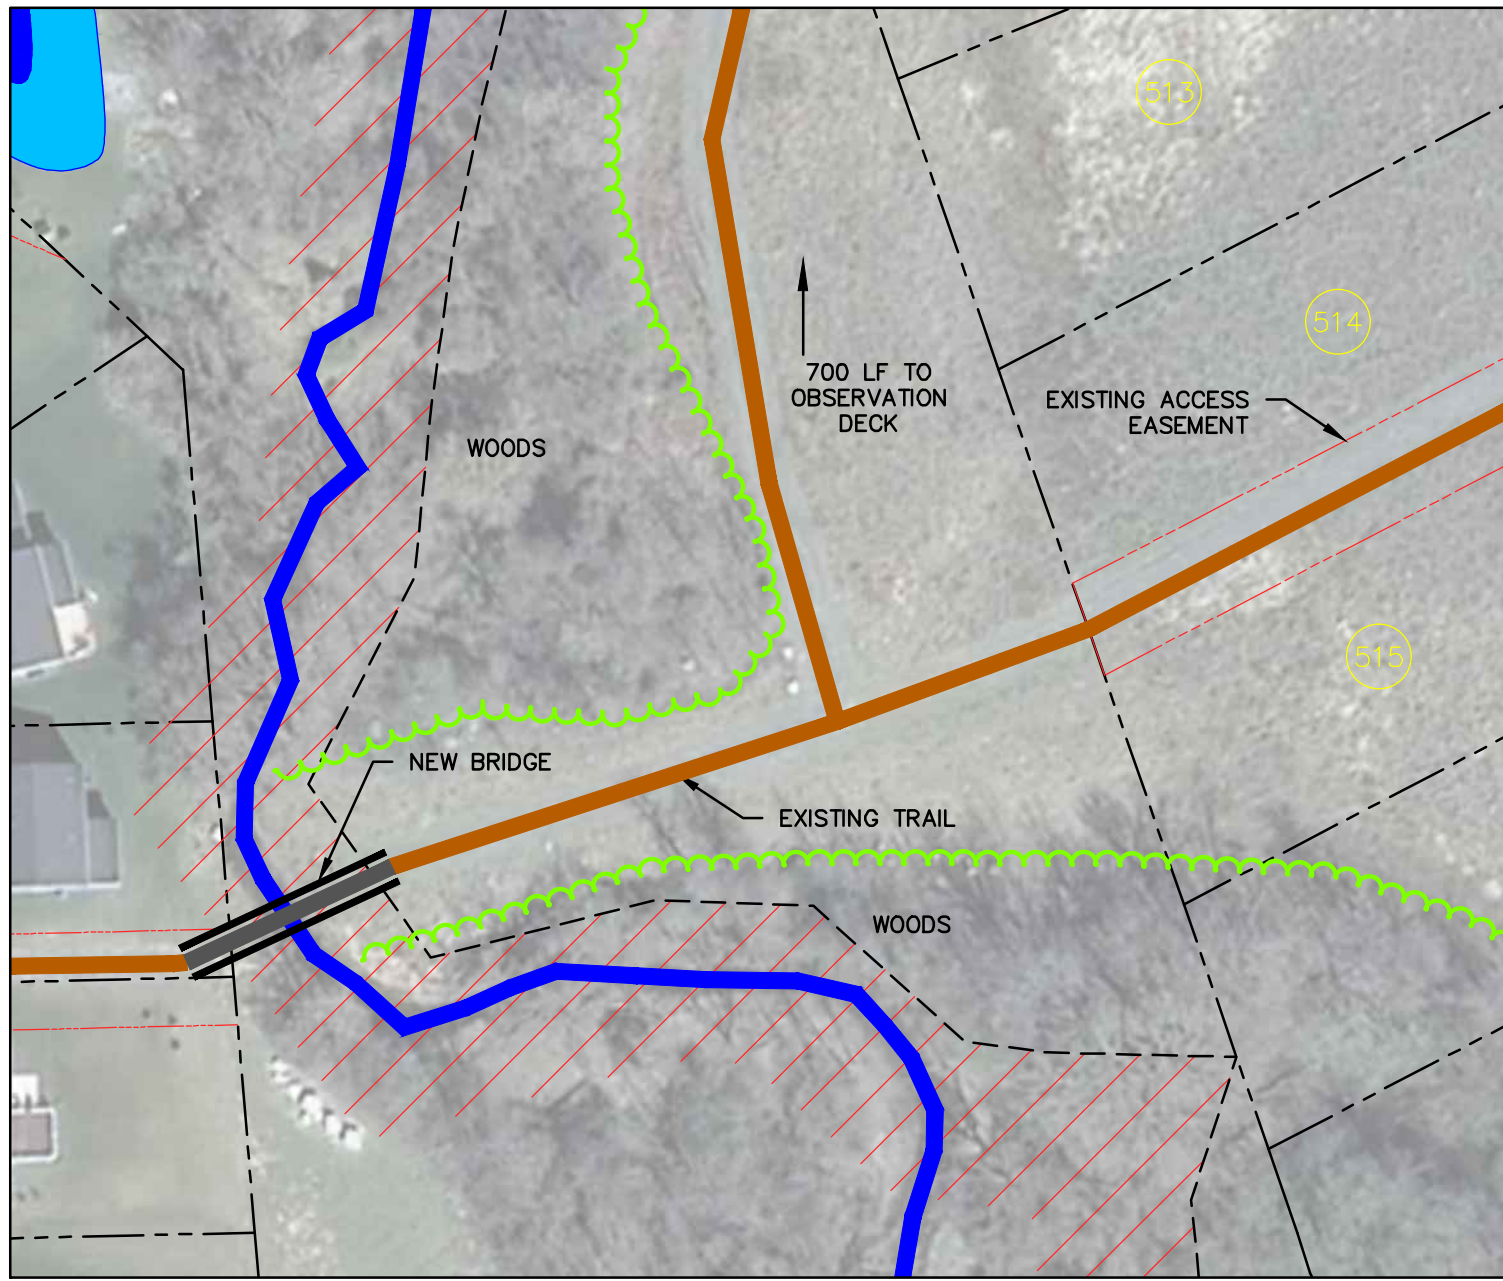 513
514
700 LF TO
OBSERVATION
DECK
EXISTING ACCESS
EASEMENT
WOODS
515
NEW BRIDGE
EXISTING TRAIL
WOODS